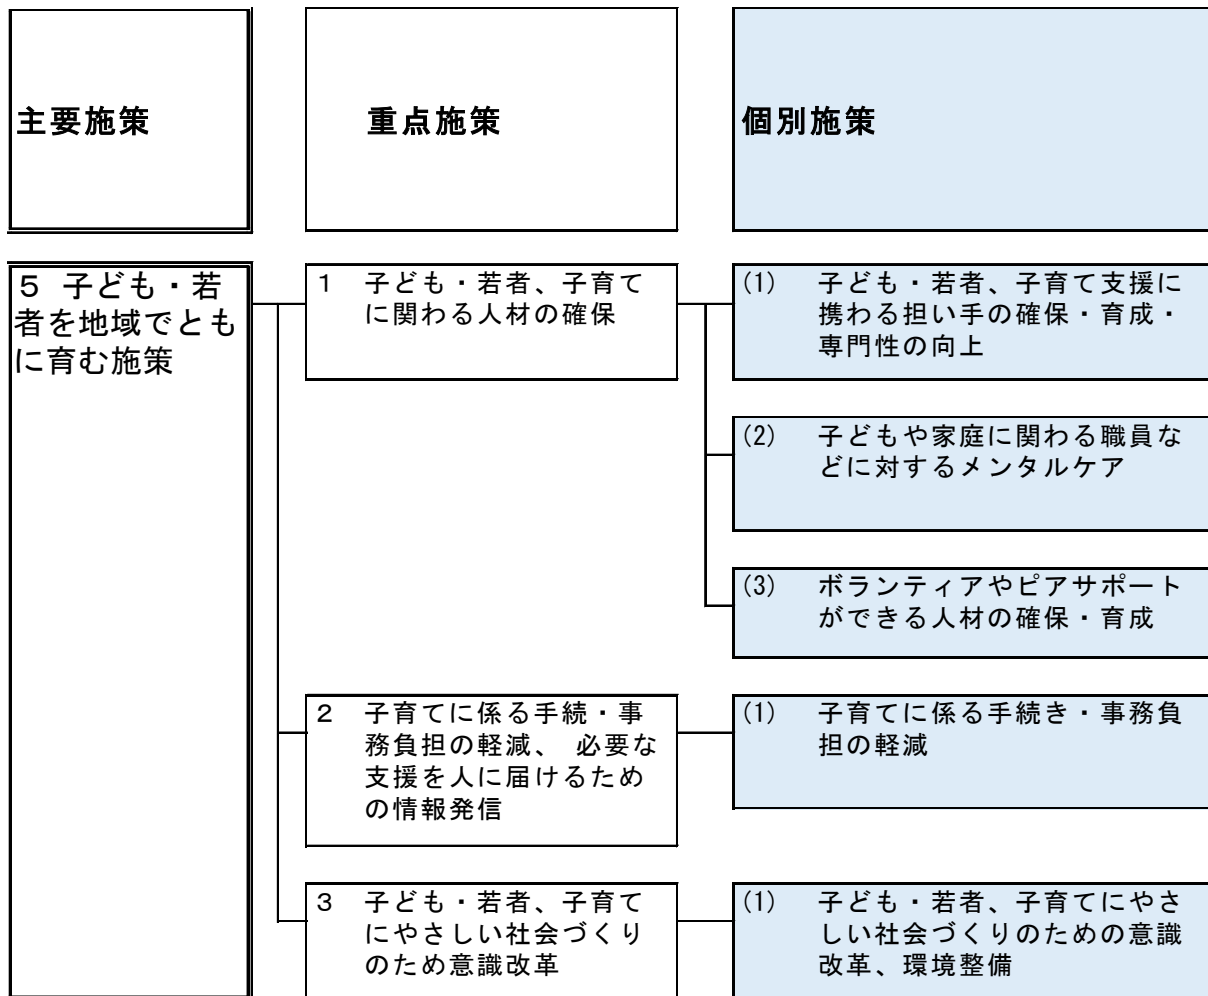 主要施策
重点施策
個別施策
５ 子ども・若
者を地域でとも
に育む施策
１ 子ども・若者、子育て
に関わる人材の確保
(1) 子ども・若者、子育て支援に
携わる担い手の確保・育成・
専門性の向上
(2) 子どもや家庭に関わる職員な
どに対するメンタルケア
(3) ボランティアやピアサポート
ができる人材の確保・育成
２ 子育てに係る手続・事
務負担の軽減、 必要な
支援を人に届けるため
の情報発信
(1) 子育てに係る手続き・事務負
担の軽減
３ 子ども・若者、子育て
にやさしい社会づくり
のため意識改革
(1) 子ども・若者、子育てにやさ
しい社会づくりのための意識
改革、環境整備